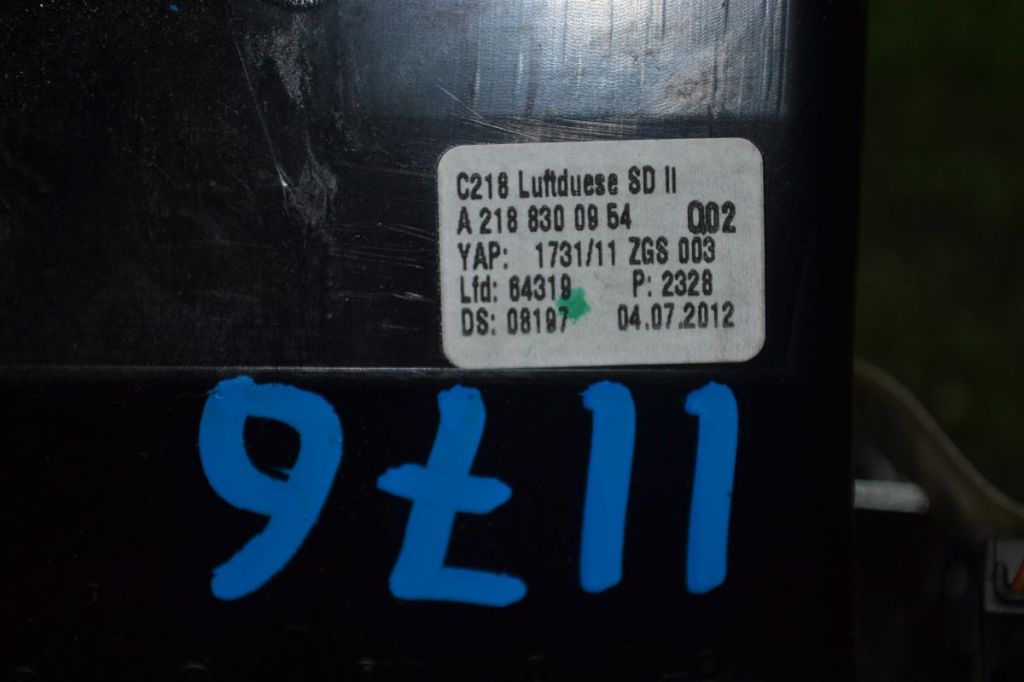 C218 Luftduese SD II
A 218 830 09 54 Q02
YAP: 1731/11 ZGS 003
Lfd: 64319 P: 2328
DS: 08197 04.07.2012
1176